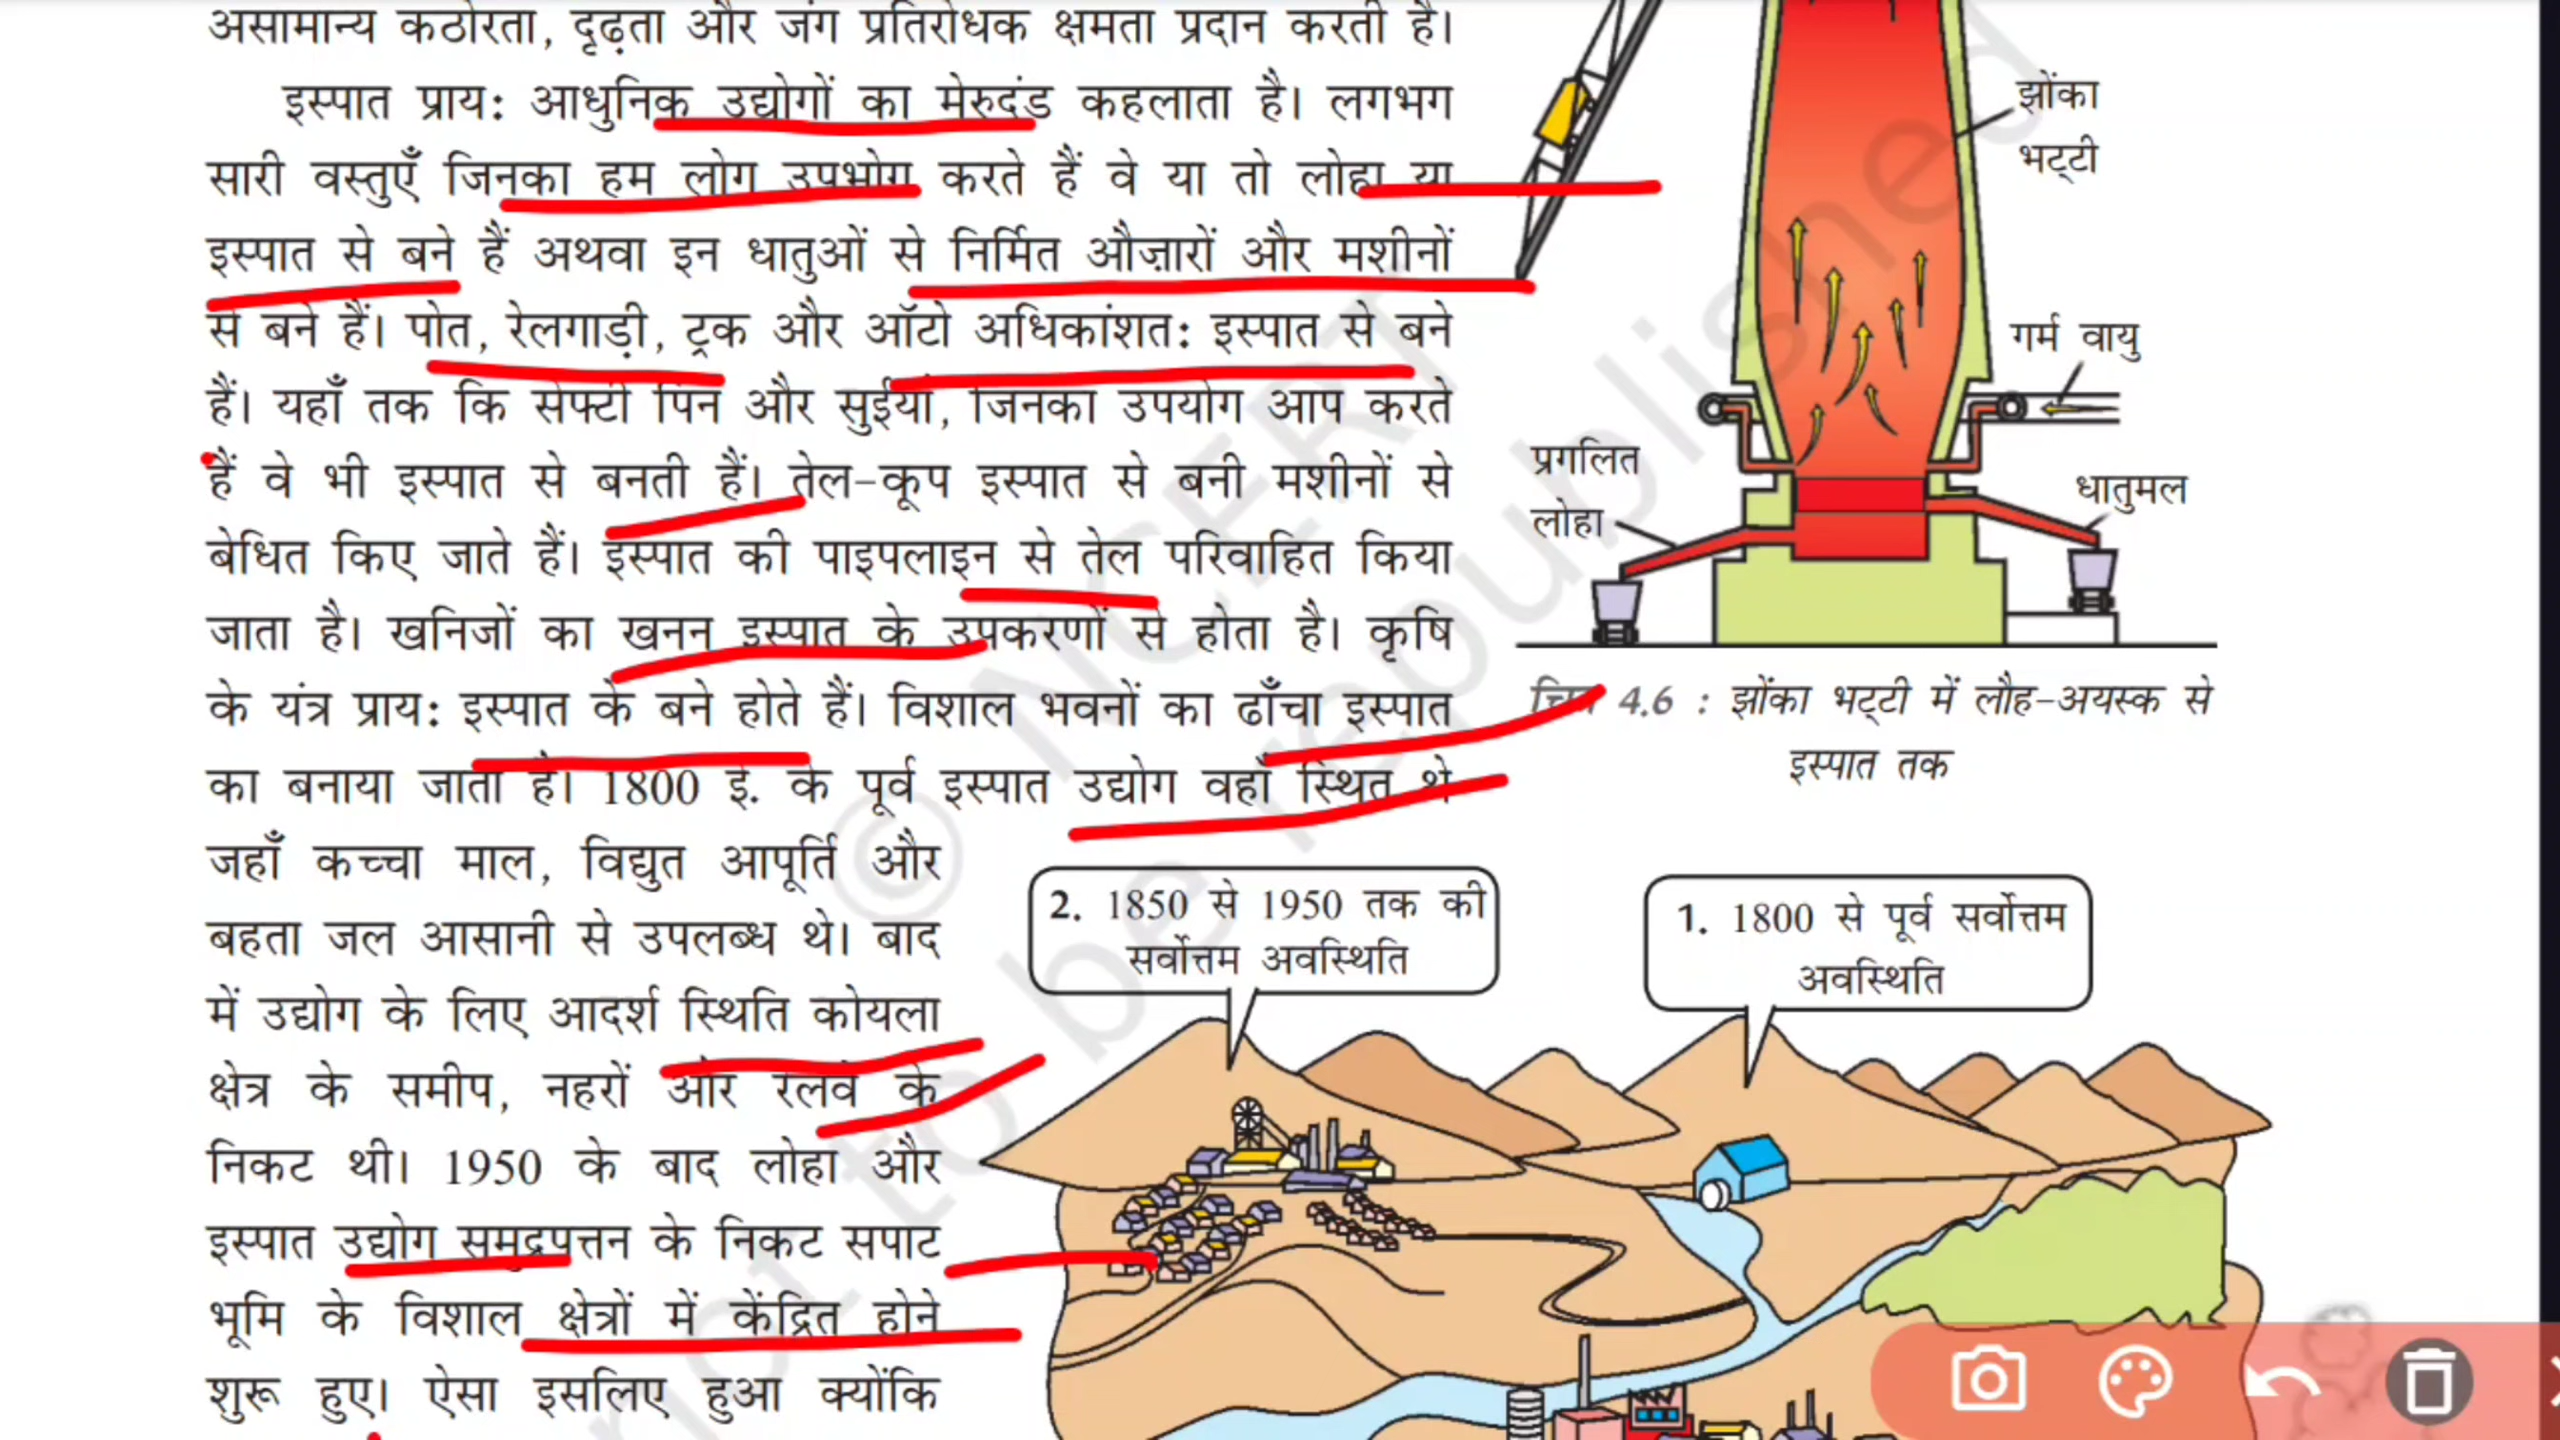 असामान्य कठोरता, दृढ़ता और जंग प्रतिरोधक क्षमता प्रदान करती है।
इस्पात प्राय: आधुनिक उद्योगों का मेरुदंड कहलाता है। लगभग
सारी वस्तुएँ जिनका हम लोग उपभोग करते हैं वे या तो लोहा या
इस्पात से बने हैं अथवा इन धातुओं से निर्मित औज़ारों और मशीनों
से बने हैं। पोत, रेलगाड़ी, ट्रक और ऑटो अधिकांशत: इस्पात से बने
हैं। यहाँ तक कि सेफ्टी पिन और सुईयां, जिनका उपयोग आप करते
हैं वे भी इस्पात से बनती हैं। तेल-कूप इस्पात से बनी मशीनों से
बेधित किए जाते हैं। इस्पात की पाइपलाइन से तेल परिवाहित किया
जाता है। खनिजों का खनन इस्पात के उपकरणों से होता है। कृषि
के यंत्र प्राय: इस्पात के बने होते हैं। विशाल भवनों का ढाँचा इस्पात
का बनाया जाता है। 1800 ई. के पूर्व इस्पात उद्योग वहाँ स्थित थे
जहाँ कच्चा माल, विद्युत आपूर्ति और
बहता जल आसानी से उपलब्ध थे। बाद
में उद्योग के लिए आदर्श स्थिति कोयला
क्षेत्र के समीप, नहरों और रेलवे के
निकट थी। 1950 के बाद लोहा और
इस्पात उद्योग समुद्रपत्तन के निकट सपाट
भूमि के विशाल क्षेत्रों में केंद्रित होने
शुरू हुए। ऐसा इसलिए हुआ क्योंकि
झोंका
भट्टी
गर्म वायु
प्रगलित
लोहा
धातुमल
चित्र 4.6 : झोंका भट्टी में लौह-अयस्क से
इस्पात तक
2. 1850 से 1950 तक की
सर्वोत्तम अवस्थिति
1. 1800 से पूर्व सर्वोत्तम
अवस्थिति
© NCERT
not to be republished